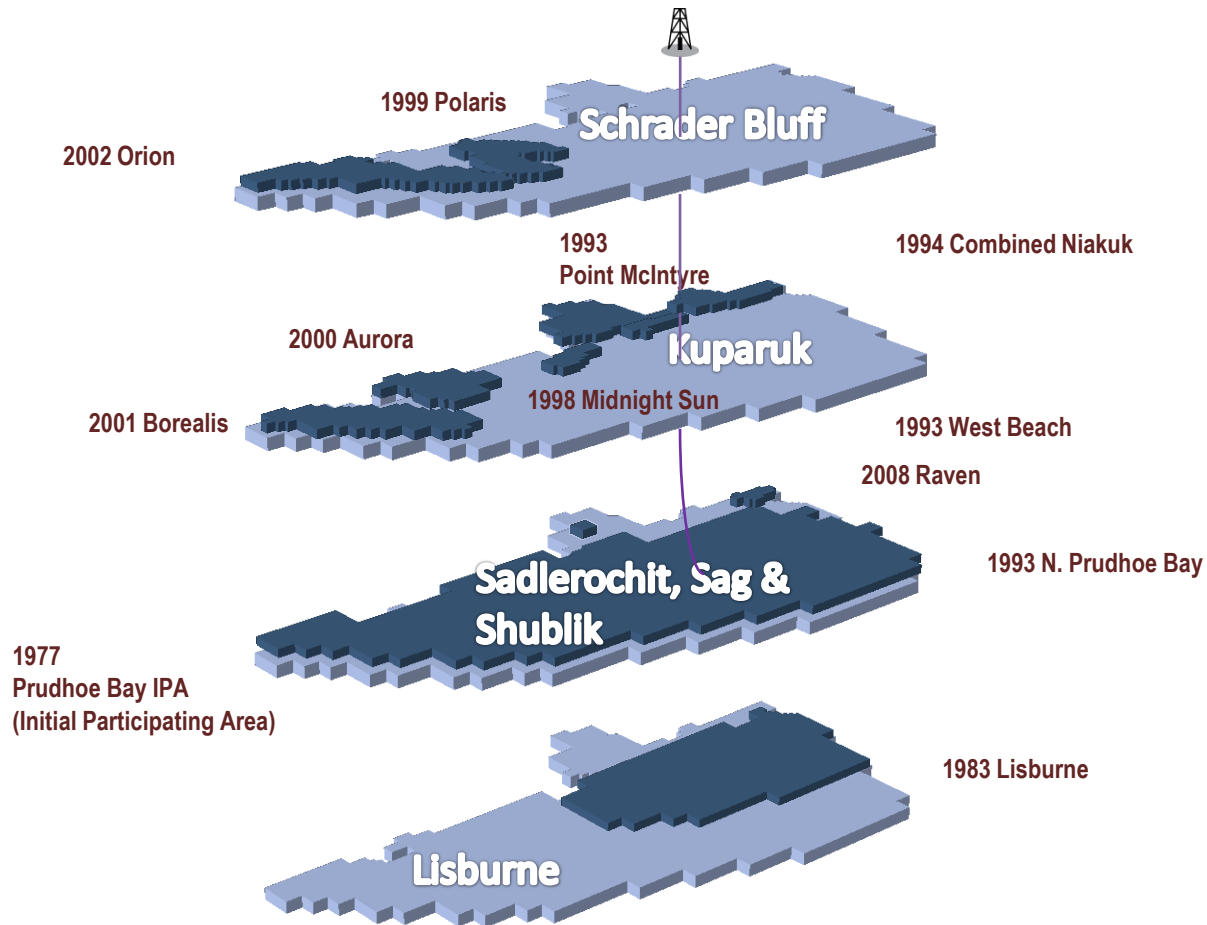 1999 Polaris
Schrader Bluff
2002 Orion
1993
Point McIntyre
1994 Combined Niakuk
2000 Aurora
Kuparuk
1998 Midnight Sun
2001 Borealis
1993 West Beach
2008 Raven
1993 N. Prudhoe Bay
Sadlerochit, Sag &
Shublik
1977
Prudhoe Bay IPA
(Initial Participating Area)
1983 Lisburne
Lisburne